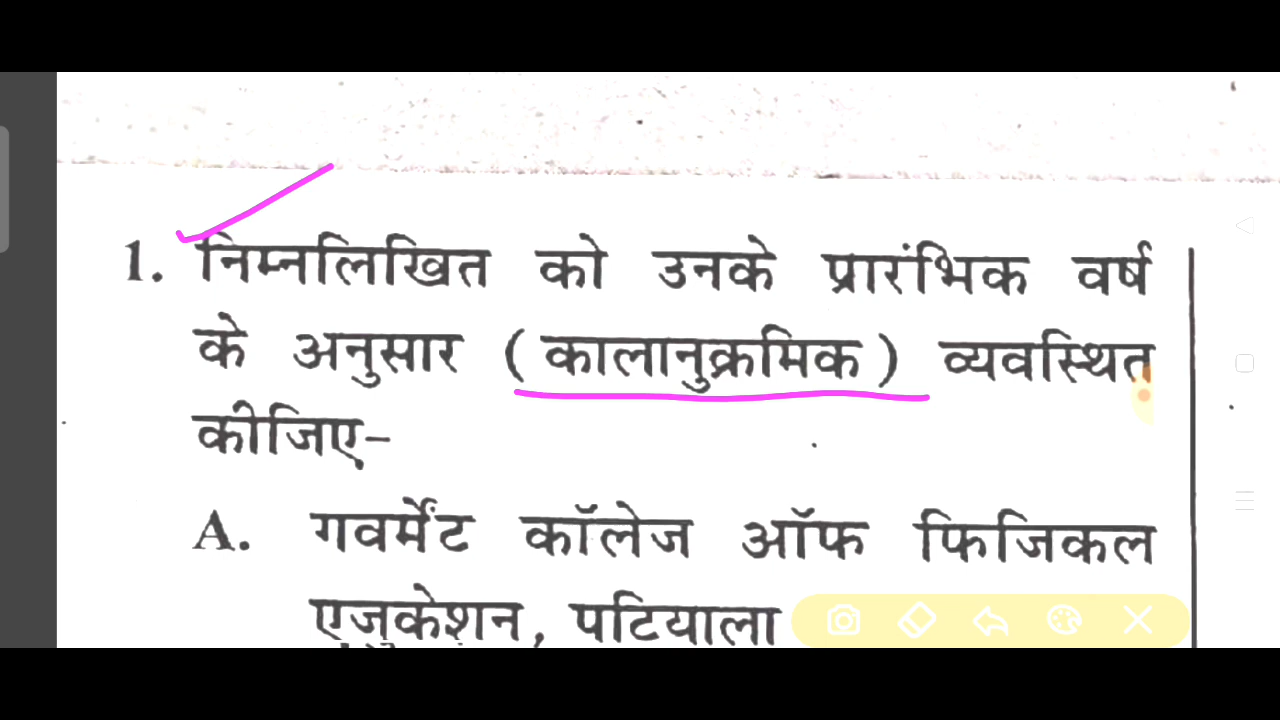 1. निम्नलिखित को उनके प्रारंभिक वर्ष
के अनुसार (कालानुक्रमिक) व्यवस्थित
कीजिए-
A. गवर्मेंट कॉलेज ऑफ फिजिकल
एजुकेशन, पटियाला